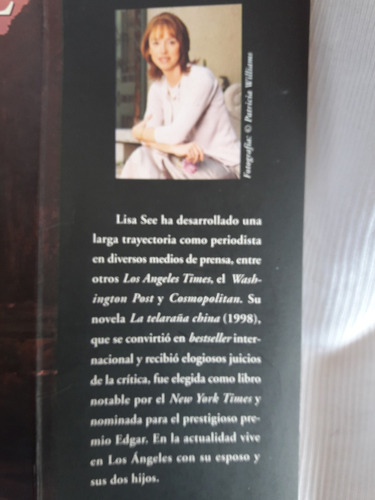 Fotografía: © Patricia Williams
Lisa See ha desarrollado una
larga trayectoria como periodista
en diversos medios de prensa, entre
otros Los Angeles Times, el Wash-
ington Post y Cosmopolitan. Su
novela La telaraña china (1998),
que se convirtió en bestseller inter-
nacional y recibió elogiosos juicios
de la crítica, fue elegida como libro
notable por el New York Times y
nominada para el prestigioso pre-
mio Edgar. En la actualidad vive
en Los Ángeles con su esposo y
sus dos hijos.